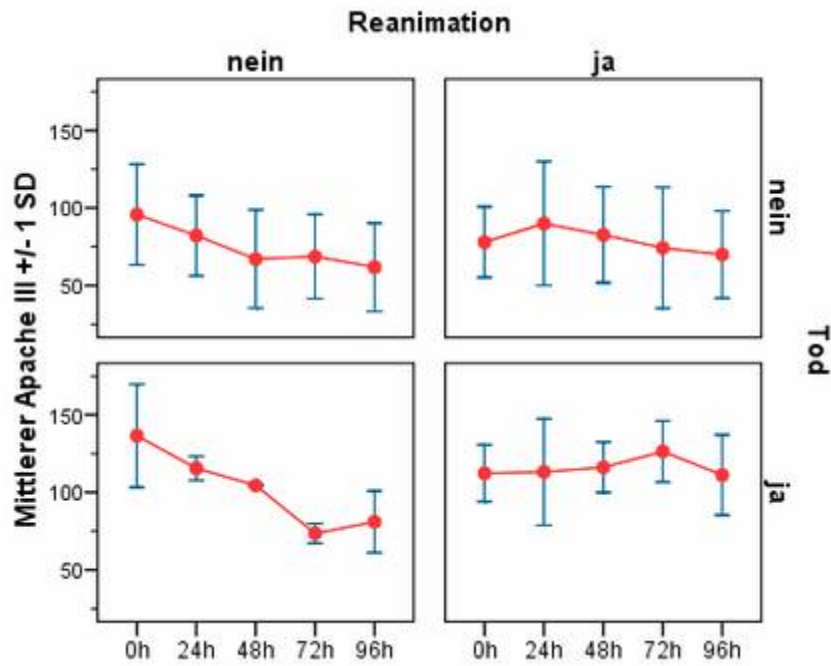 Reanimation
nein ja
Mittlerer Apache III +/- 1 SD
150
100
50
nein
Tod
150
100
50
ja
0h 24h 48h 72h 96h 0h 24h 48h 72h 96h